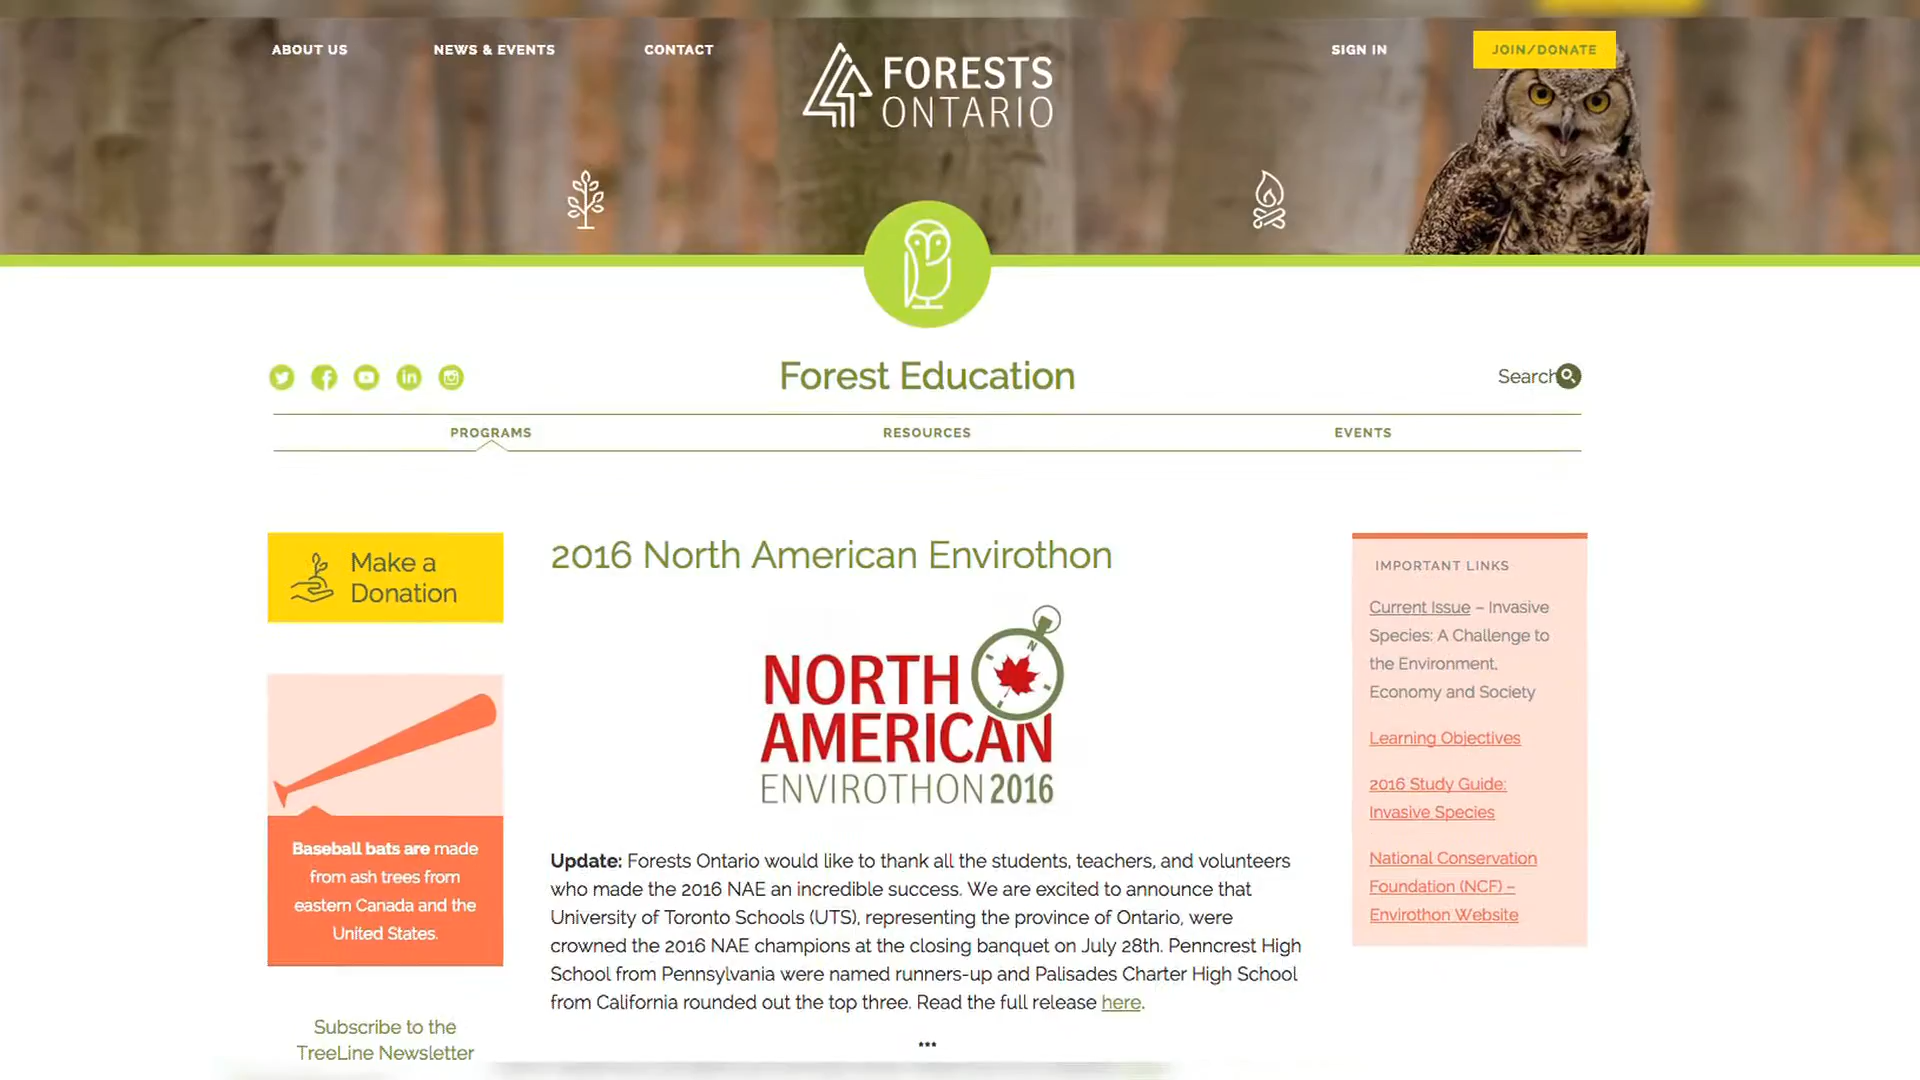 ABOUT US
NEWS & EVENTS
CONTACT
FORESTS
ONTARIO
SIGN IN
JOIN/DONATE
Forest Education
Search
PROGRAMS
RESOURCES
EVENTS
Make a
Donation
Baseball bats are made
from ash trees from
eastern Canada and the
United States.
Subscribe to the
TreeLine Newsletter
2016 North American Envirothon
N
NORTH
AMERICAN
ENVIROTHON 2016
Update: Forests Ontario would like to thank all the students, teachers, and volunteers
who made the 2016 NAE an incredible success. We are excited to announce that
University of Toronto Schools (UTS), representing the province of Ontario, were
crowned the 2016 NAE champions at the closing banquet on July 28th. Penncrest High
School from Pennsylvania were named runners-up and Palisades Charter High School
from California rounded out the top three. Read the full release here.
***
IMPORTANT LINKS
Current Issue – Invasive
Species: A Challenge to
the Environment,
Economy and Society
Learning Objectives
2016 Study Guide:
Invasive Species
National Conservation
Foundation (NCF) –
Envirothon Website